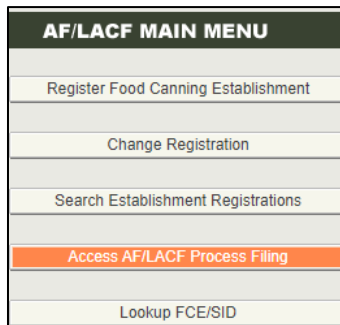 AF/LACF MAIN MENU
Register Food Canning Establishment
Change Registration
Search Establishment Registrations
Access AF/LACF Process Filing
Lookup FCE/SID